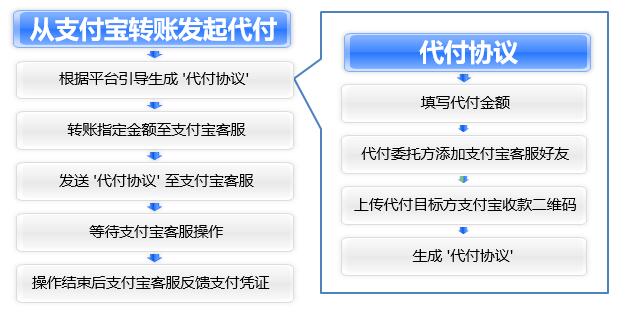 从支付宝转账发起代付
根据平台引导生成 '代付协议'
转账指定金额至支付宝客服
发送 '代付协议' 至支付宝客服
等待支付宝客服操作
操作结束后支付宝客服反馈支付凭证
代付协议
填写代付金额
代付委托方添加支付宝客服好友
上传代付目标方支付宝收款二维码
生成 '代付协议'